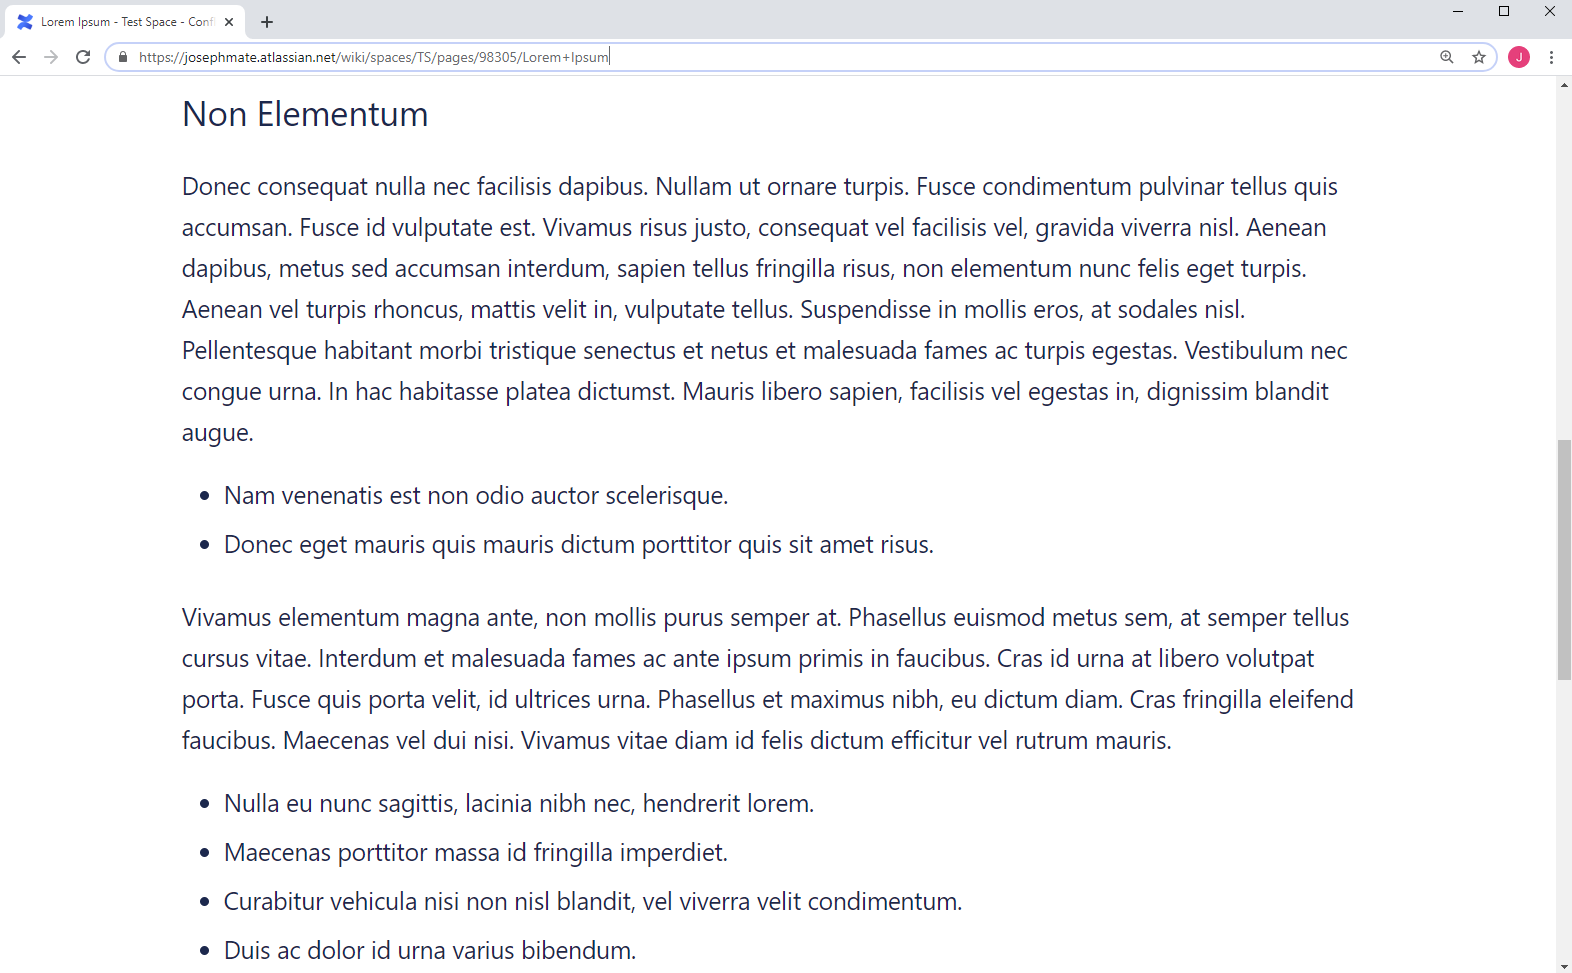 Lorem Ipsum - Test Space - Confl
https://josephmate.atlassian.net/wiki/spaces/TS/pages/98305/Lorem+Ipsum
J
Non Elementum
Donec consequat nulla nec facilisis dapibus. Nullam ut ornare turpis. Fusce condimentum pulvinar tellus quis
accumsan. Fusce id vulputate est. Vivamus risus justo, consequat vel facilisis vel, gravida viverra nisl. Aenean
dapibus, metus sed accumsan interdum, sapien tellus fringilla risus, non elementum nunc felis eget turpis.
Aenean vel turpis rhoncus, mattis velit in, vulputate tellus. Suspendisse in mollis eros, at sodales nisl.
Pellentesque habitant morbi tristique senectus et netus et malesuada fames ac turpis egestas. Vestibulum nec
congue urna. In hac habitasse platea dictumst. Mauris libero sapien, facilisis vel egestas in, dignissim blandit
augue.
• Nam venenatis est non odio auctor scelerisque.
• Donec eget mauris quis mauris dictum porttitor quis sit amet risus.
Vivamus elementum magna ante, non mollis purus semper at. Phasellus euismod metus sem, at semper tellus
cursus vitae. Interdum et malesuada fames ac ante ipsum primis in faucibus. Cras id urna at libero volutpat
porta. Fusce quis porta velit, id ultrices urna. Phasellus et maximus nibh, eu dictum diam. Cras fringilla eleifend
faucibus. Maecenas vel dui nisi. Vivamus vitae diam id felis dictum efficitur vel rutrum mauris.
• Nulla eu nunc sagittis, lacinia nibh nec, hendrerit lorem.
• Maecenas porttitor massa id fringilla imperdiet.
• Curabitur vehicula nisi non nisl blandit, vel viverra velit condimentum.
• Duis ac dolor id urna varius bibendum.